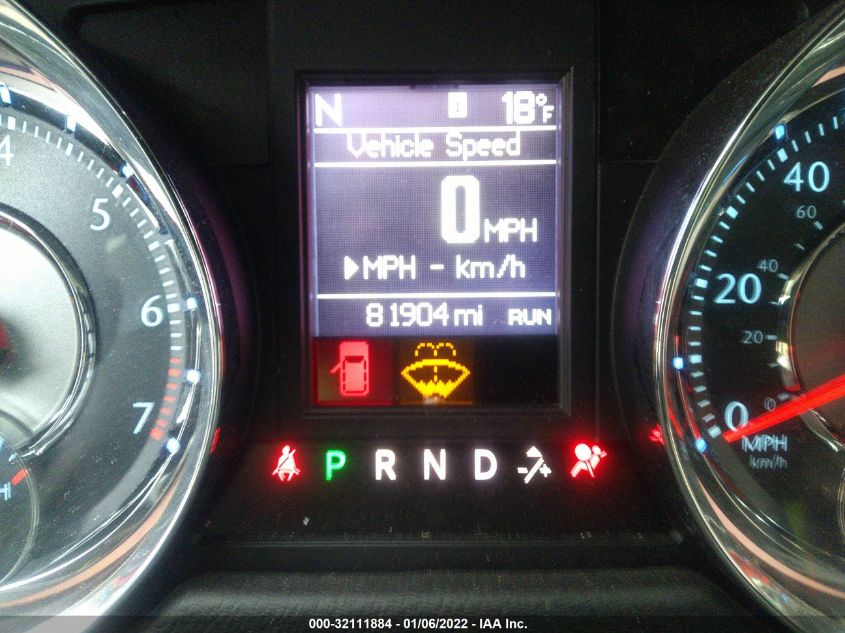 N 18°F
Vehicle Speed
0 MPH
MPH - km/h
81904 mi RUN
P R N D - +
4
5
6
7
H
40
60
20
40
20
0
0
MPH
km/h
000-32111884 - 01/06/2022 - IAA Inc.